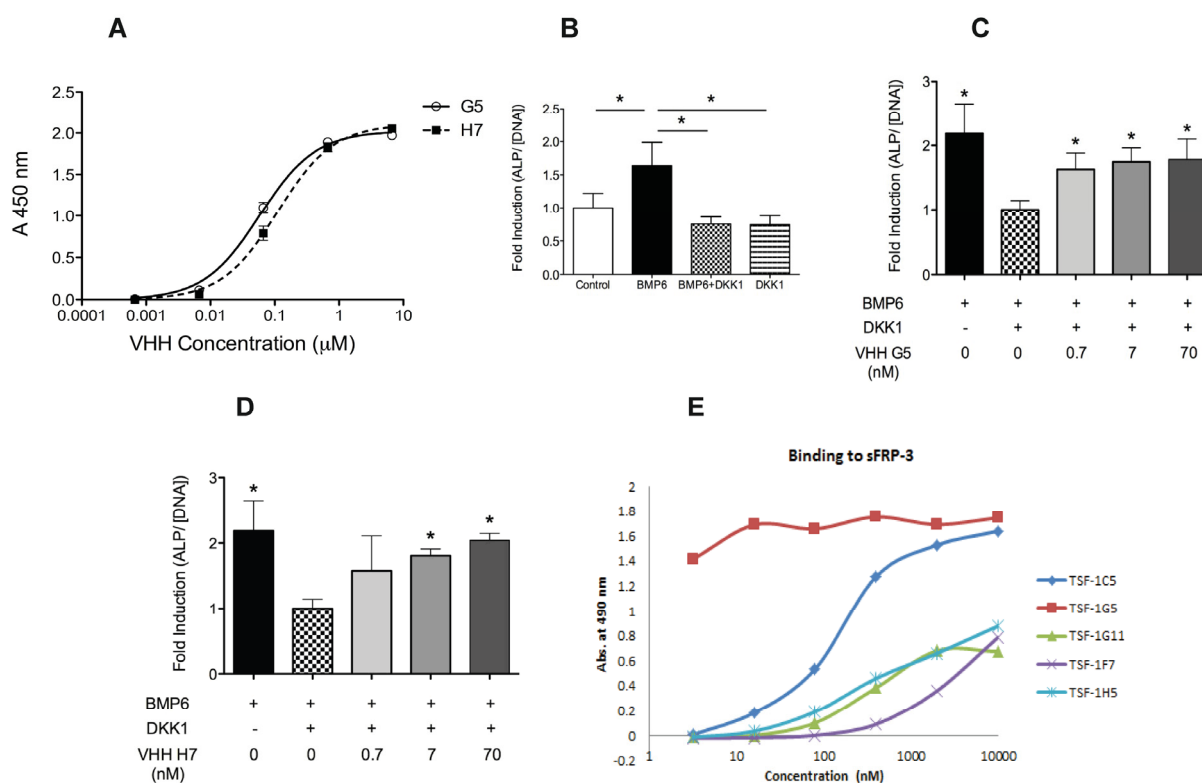 A
A 450 nm
2.5
2.0
1.5
1.0
0.5
0.0
0.0001
0.001
0.01
0.1
1
10
VHH Concentration (μM)
G5
H7
B
Fold Induction (ALP/ [DNA])
2.5
2.0
1.5
1.0
0.5
0.0
* * *
Control
BMP6
BMP6+DKK1
DKK1
C
Fold Induction (ALP/ [DNA])
3
2
1
0
* * * *
BMP6 + + + + +
DKK1 - + + + +
VHH G5 0 0 0.7 7 70
(nM)
D
Fold Induction (ALP/ [DNA])
3
2
1
0
* * *
BMP6 + + + + +
DKK1 - + + + +
VHH H7 0 0 0.7 7 70
(nM)
E
Binding to sFRP-3
Abs. at 490 nm
2
1.8
1.6
1.4
1.2
1
0.8
0.6
0.4
0.2
0
-0.2
1
10
100
1000
10000
Concentration (nM)
TSF-1C5
TSF-1G5
TSF-1G11
TSF-1F7
TSF-1H5